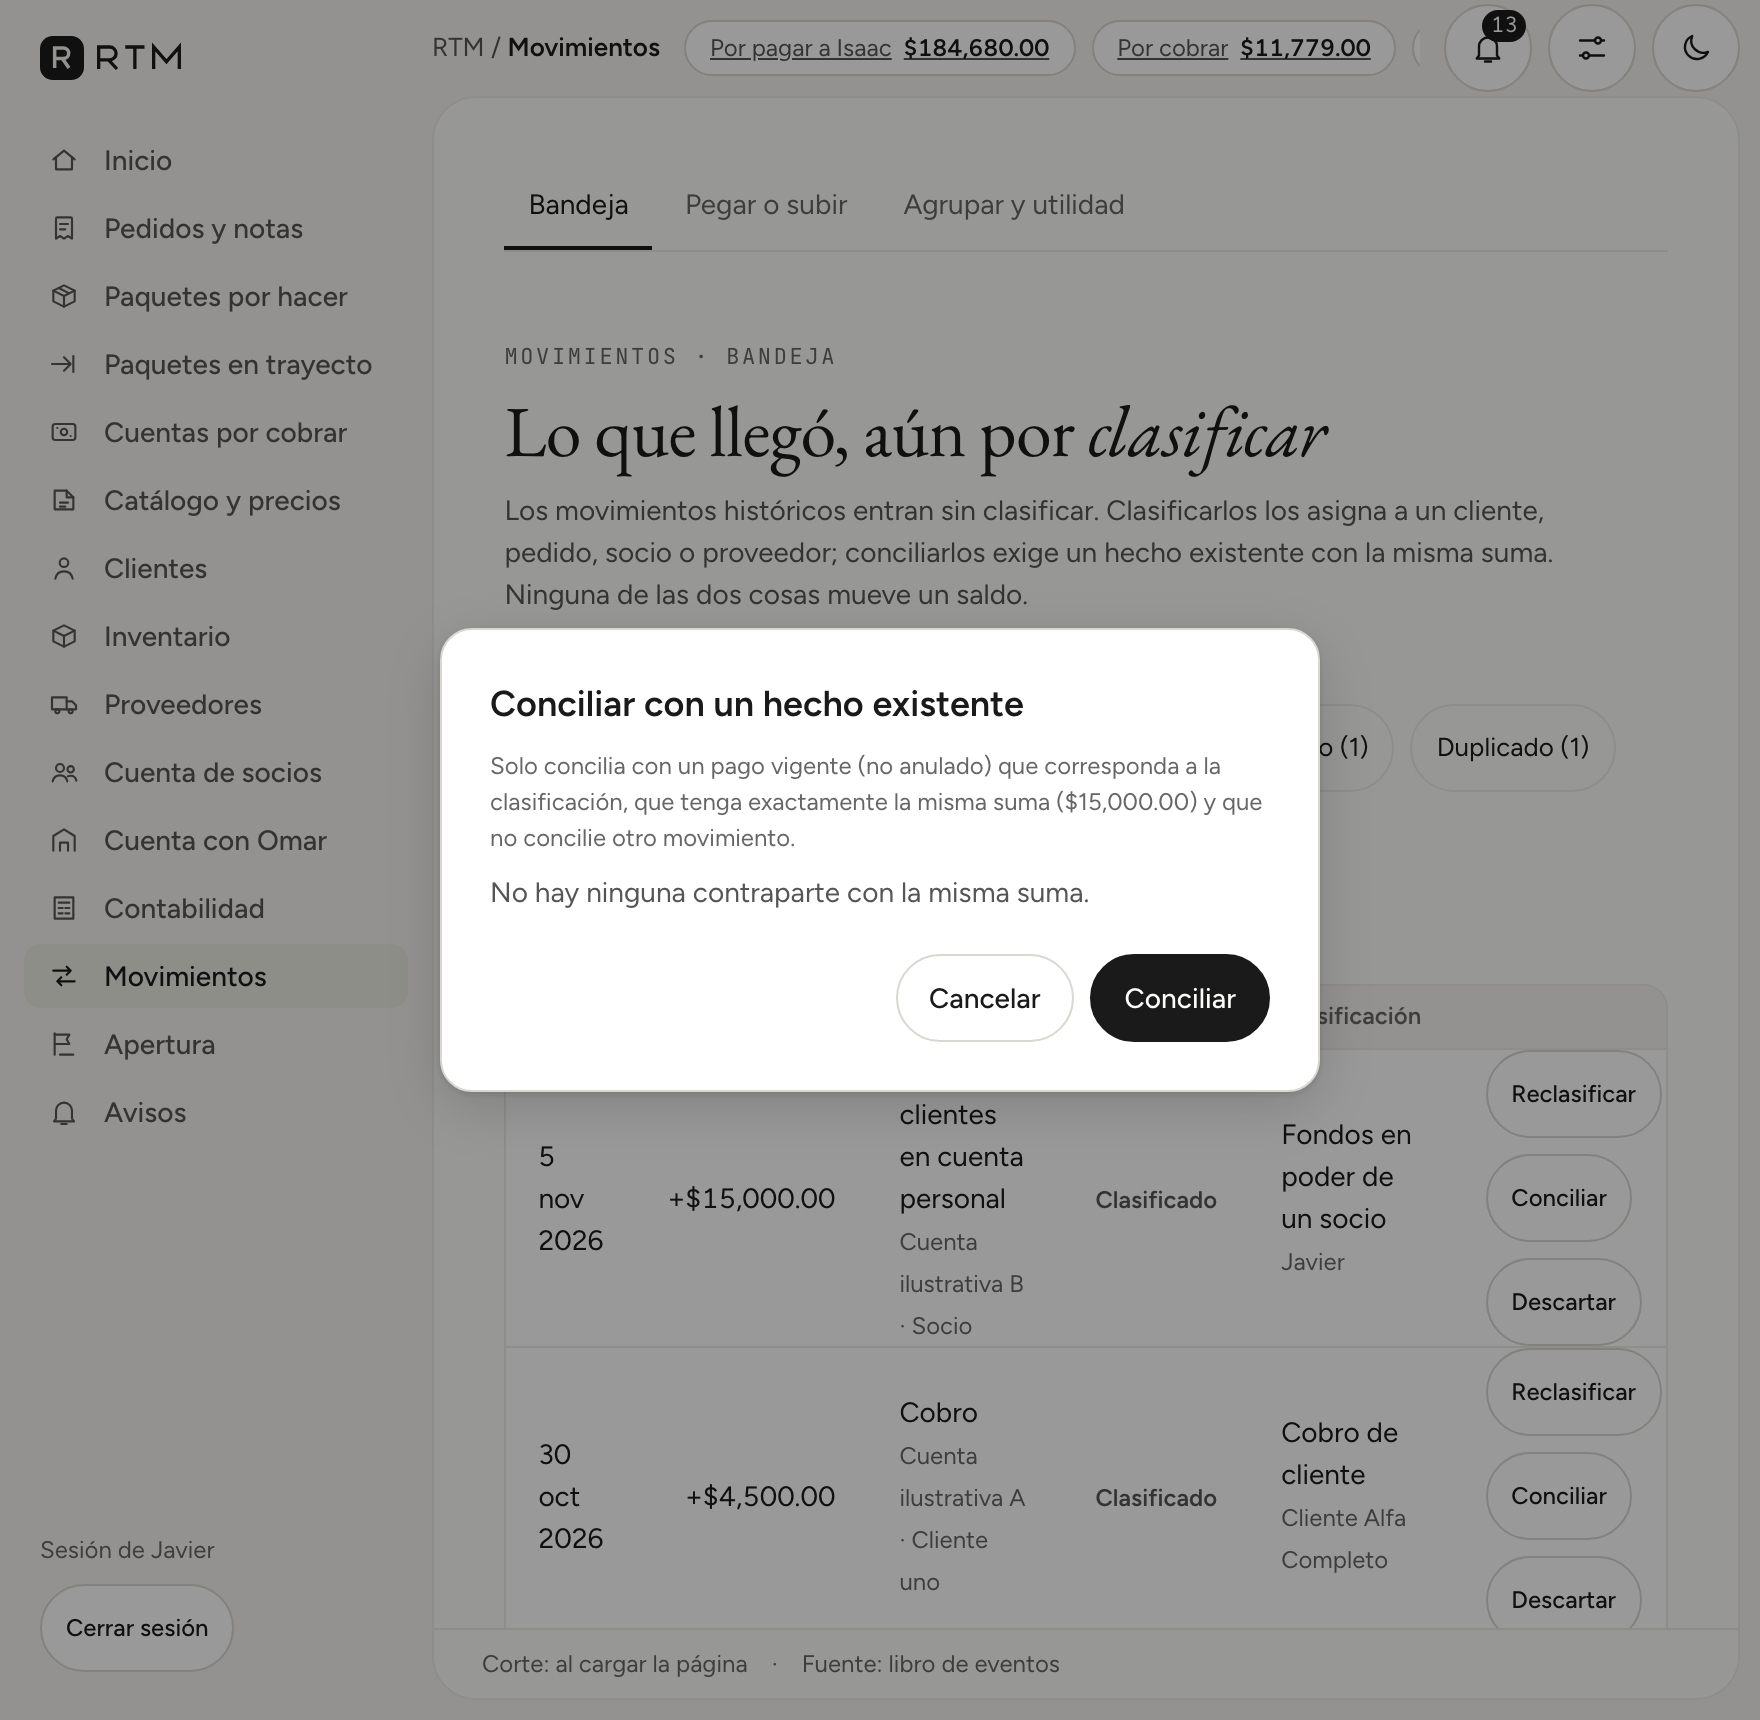 R RTM
RTM / Movimientos
Por pagar a Isaac $184,680.00
Por cobrar $11,779.00
13
Inicio
Pedidos y notas
Paquetes por hacer
Paquetes en trayecto
Cuentas por cobrar
Catálogo y precios
Clientes
Inventario
Proveedores
Cuenta de socios
Cuenta con Omar
Contabilidad
Movimientos
Apertura
Avisos
Sesión de Javier
Cerrar sesión
Bandeja
Pegar o subir
Agrupar y utilidad
MOVIMIENTOS · BANDEJA
Lo que llegó, aún por clasificar
Los movimientos históricos entran sin clasificar. Clasificarlos los asigna a un cliente,
pedido, socio o proveedor; conciliarlos exige un hecho existente con la misma suma.
Ninguna de las dos cosas mueve un saldo.
o (1)
Duplicado (1)
Conciliar con un hecho existente
Solo concilia con un pago vigente (no anulado) que corresponda a la
clasificación, que tenga exactamente la misma suma ($15,000.00) y que
no concilie otro movimiento.
No hay ninguna contraparte con la misma suma.
Cancelar
Conciliar
sificación
5
nov
2026
+$15,000.00
clientes
en cuenta
personal
Cuenta
ilustrativa B
· Socio
Clasificado
Fondos en
poder de
un socio
Javier
Reclasificar
Conciliar
Descartar
30
oct
2026
+$4,500.00
Cobro
Cuenta
ilustrativa A
· Cliente
uno
Clasificado
Cobro de
cliente
Cliente Alfa
Completo
Reclasificar
Conciliar
Descartar
Corte: al cargar la página · Fuente: libro de eventos